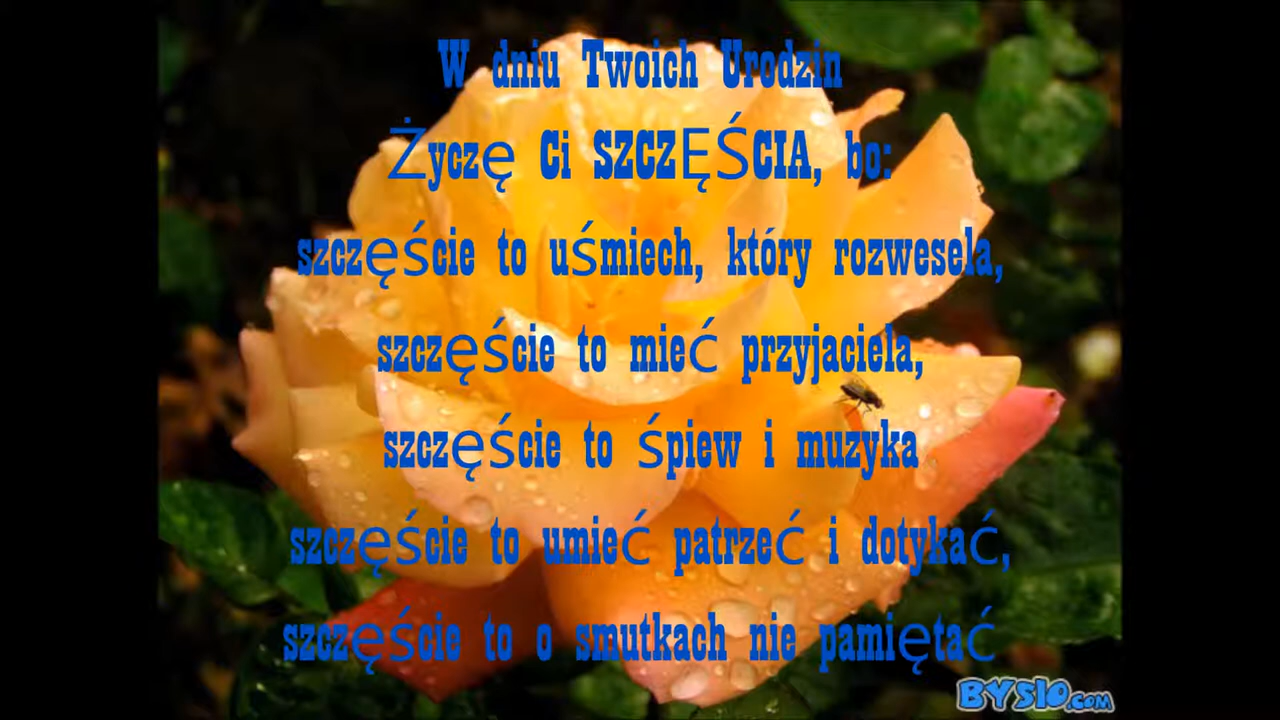 W dniu Twoich Urodzin
Życzę Ci SZCZĘŚCIA, bo:
szczęście to uśmiech, który rozwesela,
szczęście to mieć przyjaciela,
szczęście to śpiew i muzyka
szczęście to umieć patrzeć i dotykać,
szczęście to o smutkach nie pamiętać
BYSIO.COM